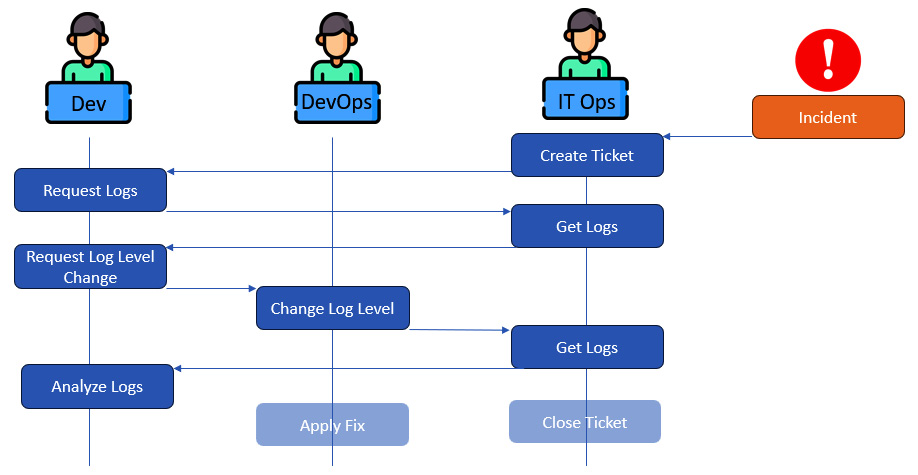 Dev
DevOps
IT Ops
!
Incident
Create Ticket
Request Logs
Get Logs
Request Log Level
Change
Change Log Level
Get Logs
Analyze Logs
Apply Fix
Close Ticket